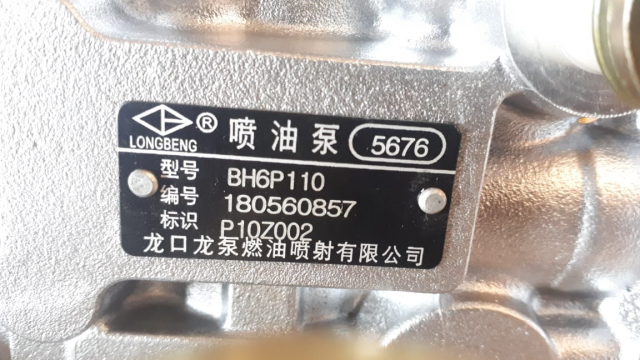 LONGBENG ® 喷油泵 5676
型号 BH6P110
编号 180560857
标识 P10Z002
龙口龙泵燃油喷射有限公司